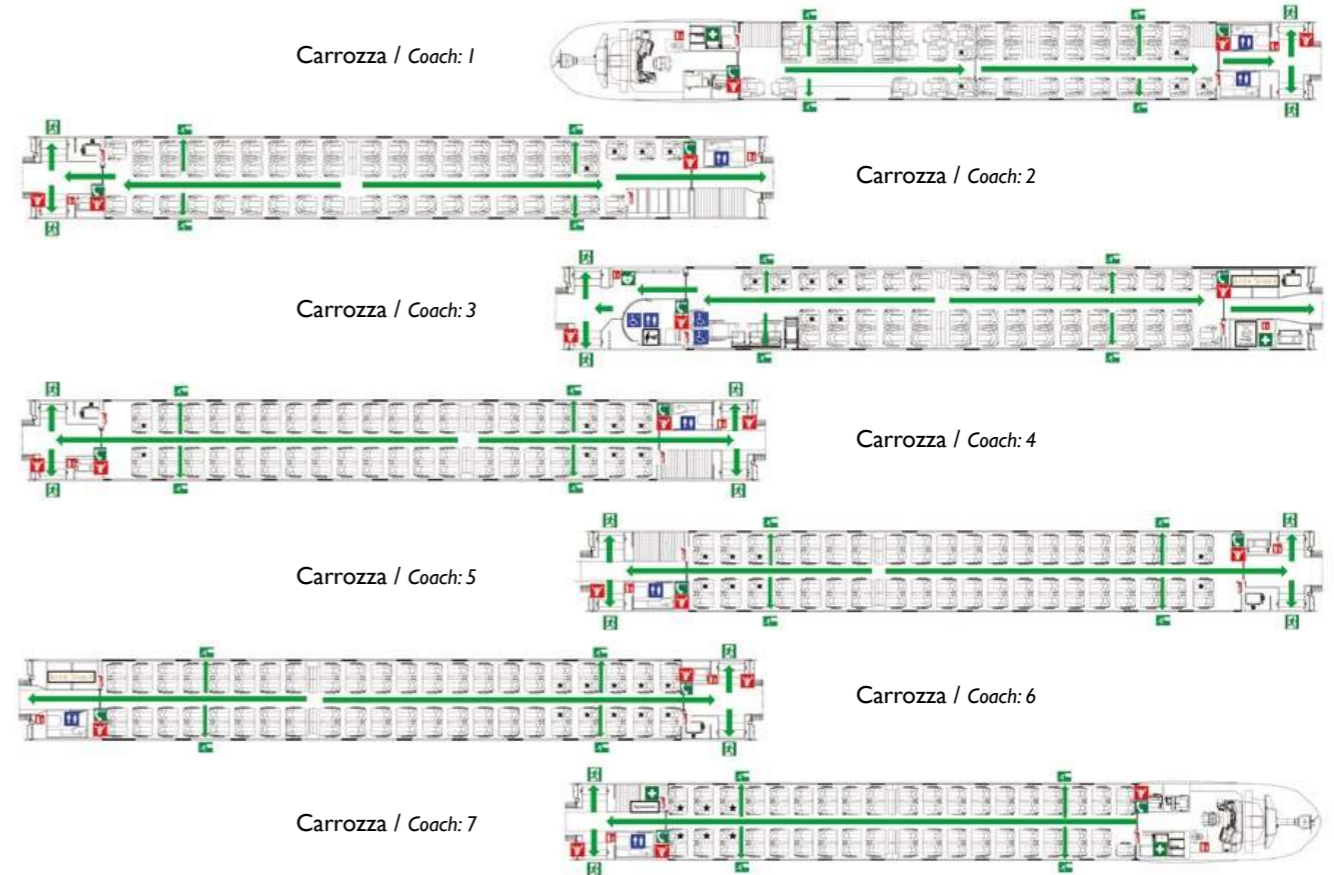 Carrozza / Coach: 1
Carrozza / Coach: 2
Carrozza / Coach: 3
Carrozza / Coach: 4
Carrozza / Coach: 5
Carrozza / Coach: 6
Carrozza / Coach: 7